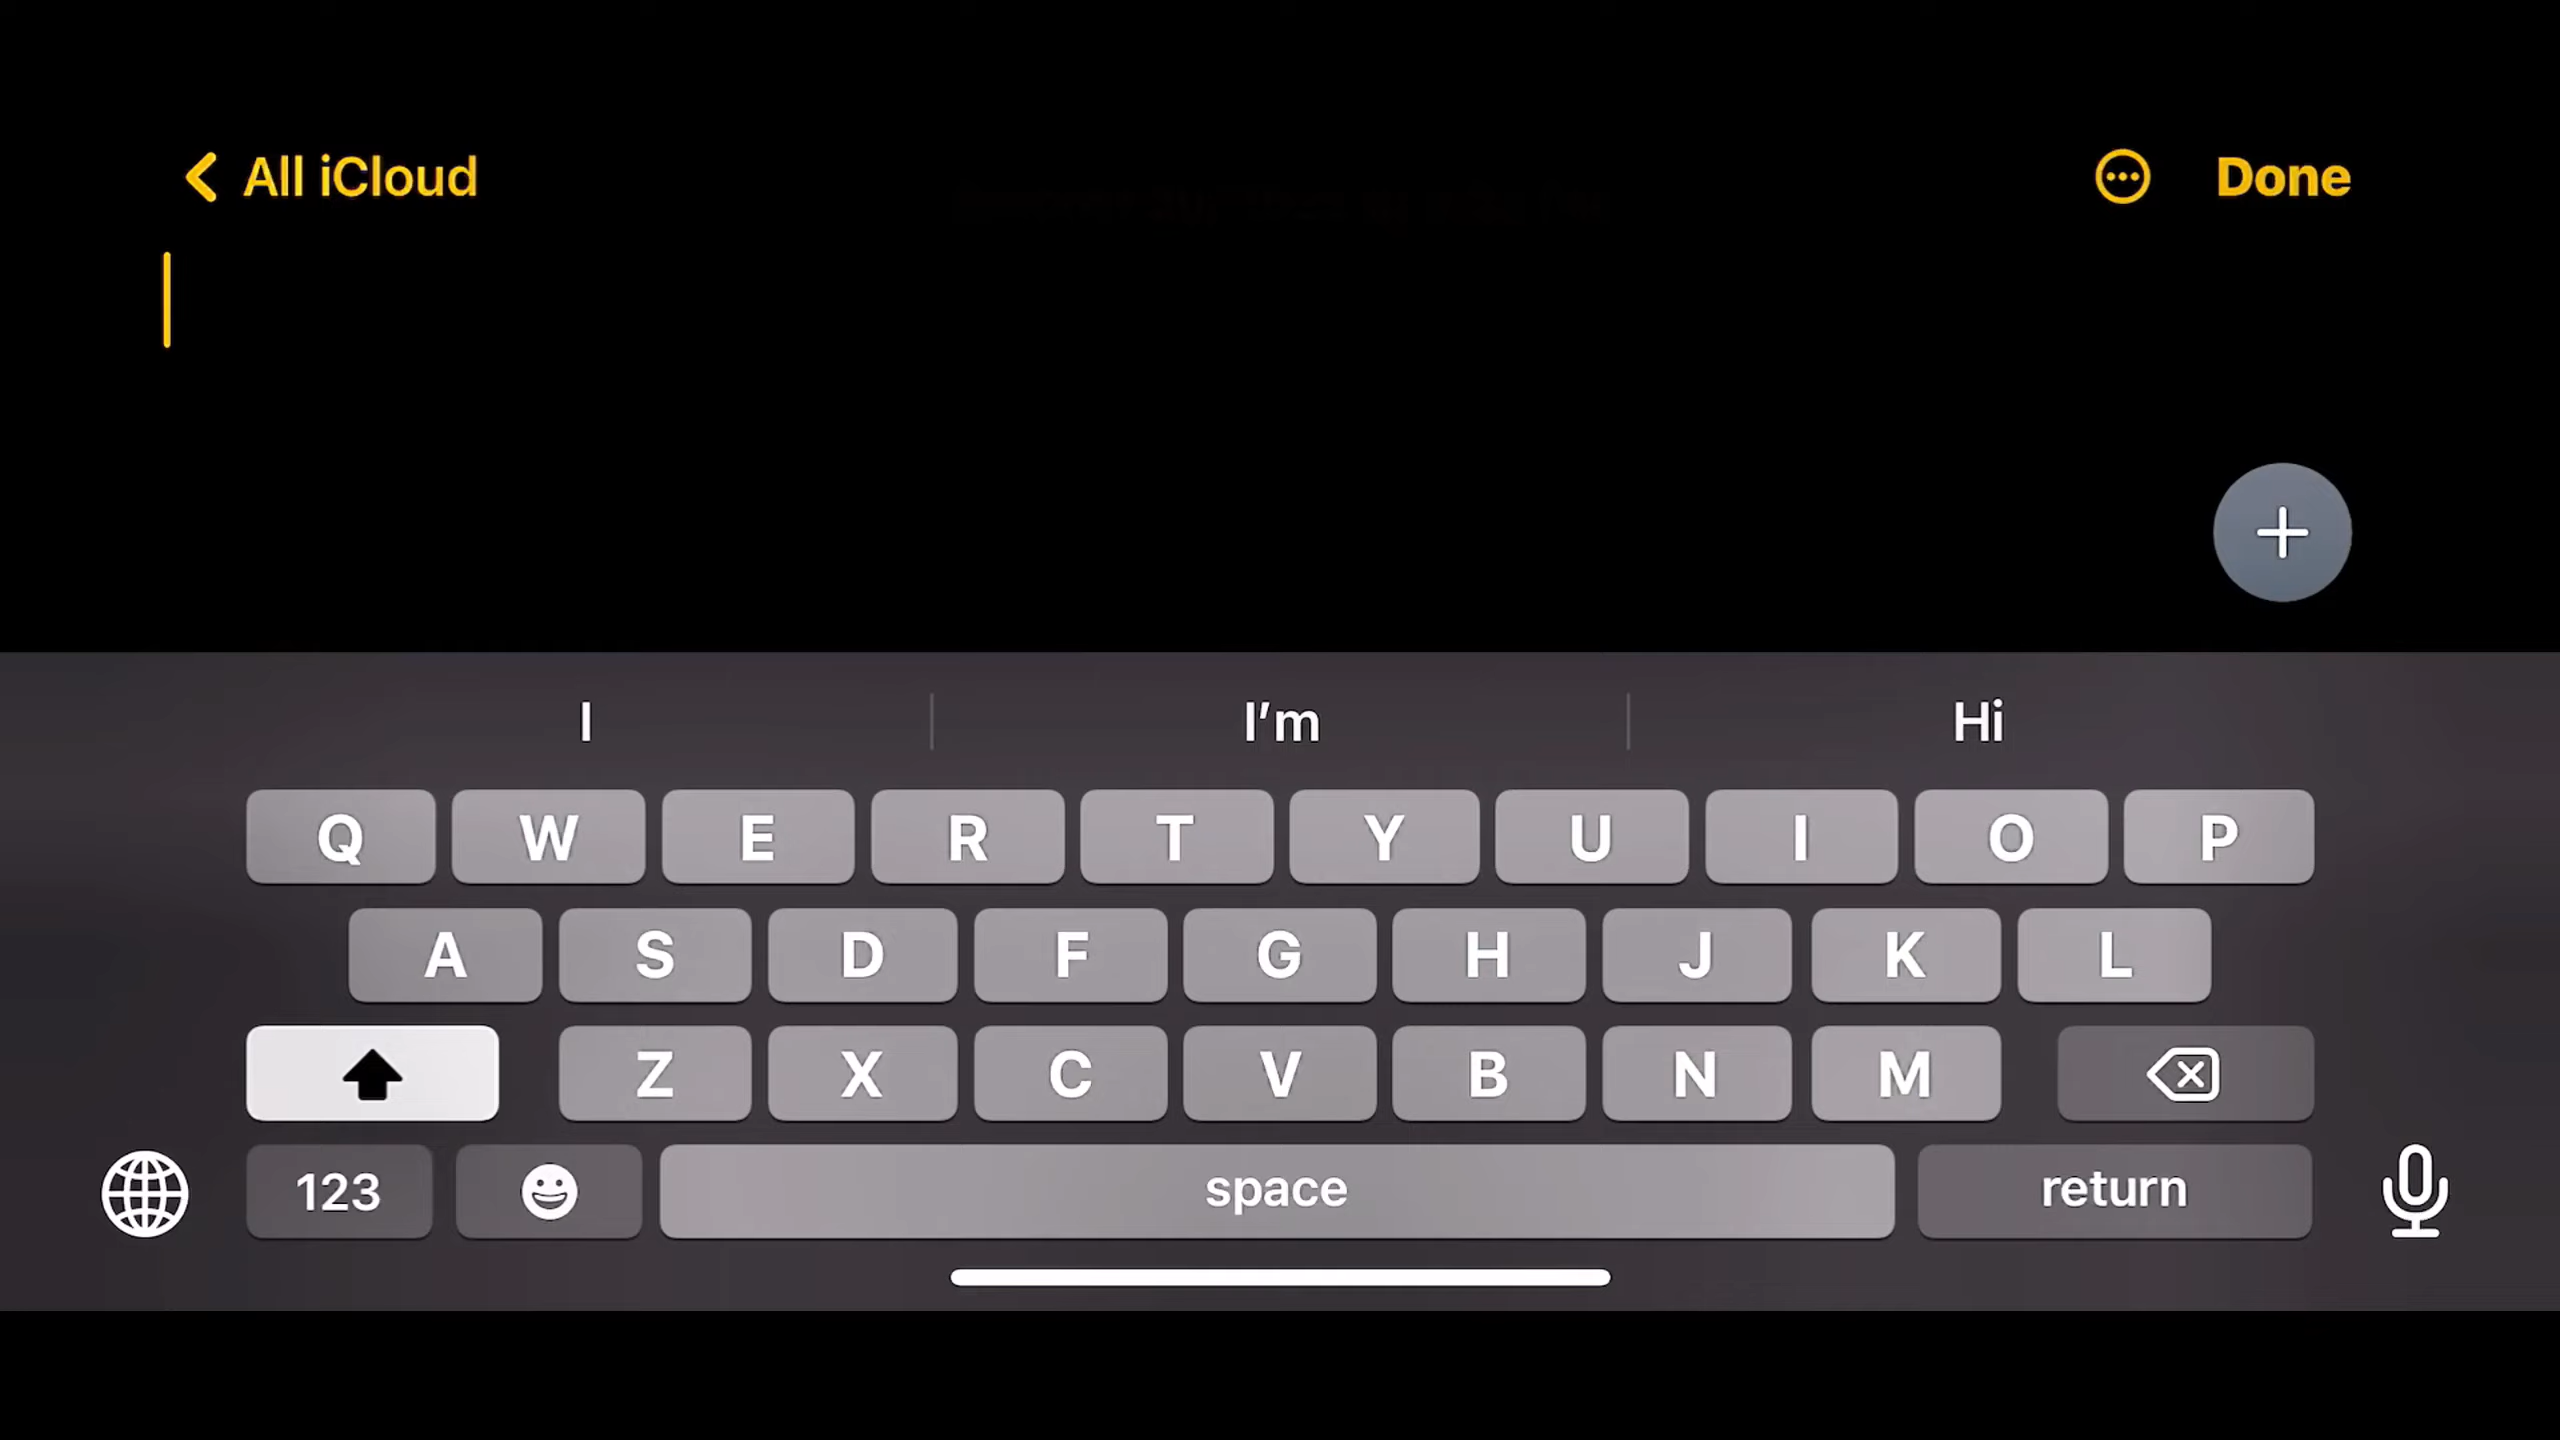 All iCloud Done
I I'm Hi
Q W E R T Y U I O P
A S D F G H J K L
Z X C V B N M
123 space return